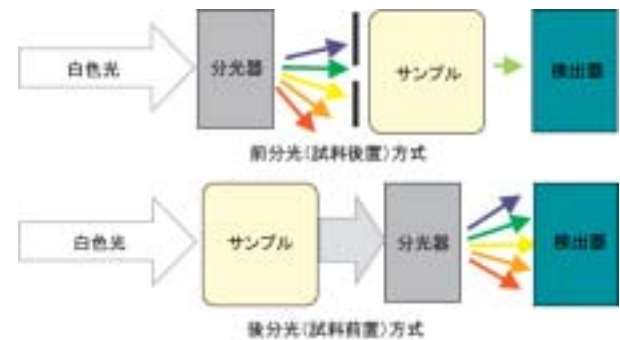 白色光
分光器
サンプル
検出器
前分光(試料後置)方式
白色光
サンプル
分光器
検出器
後分光(試料前置)方式